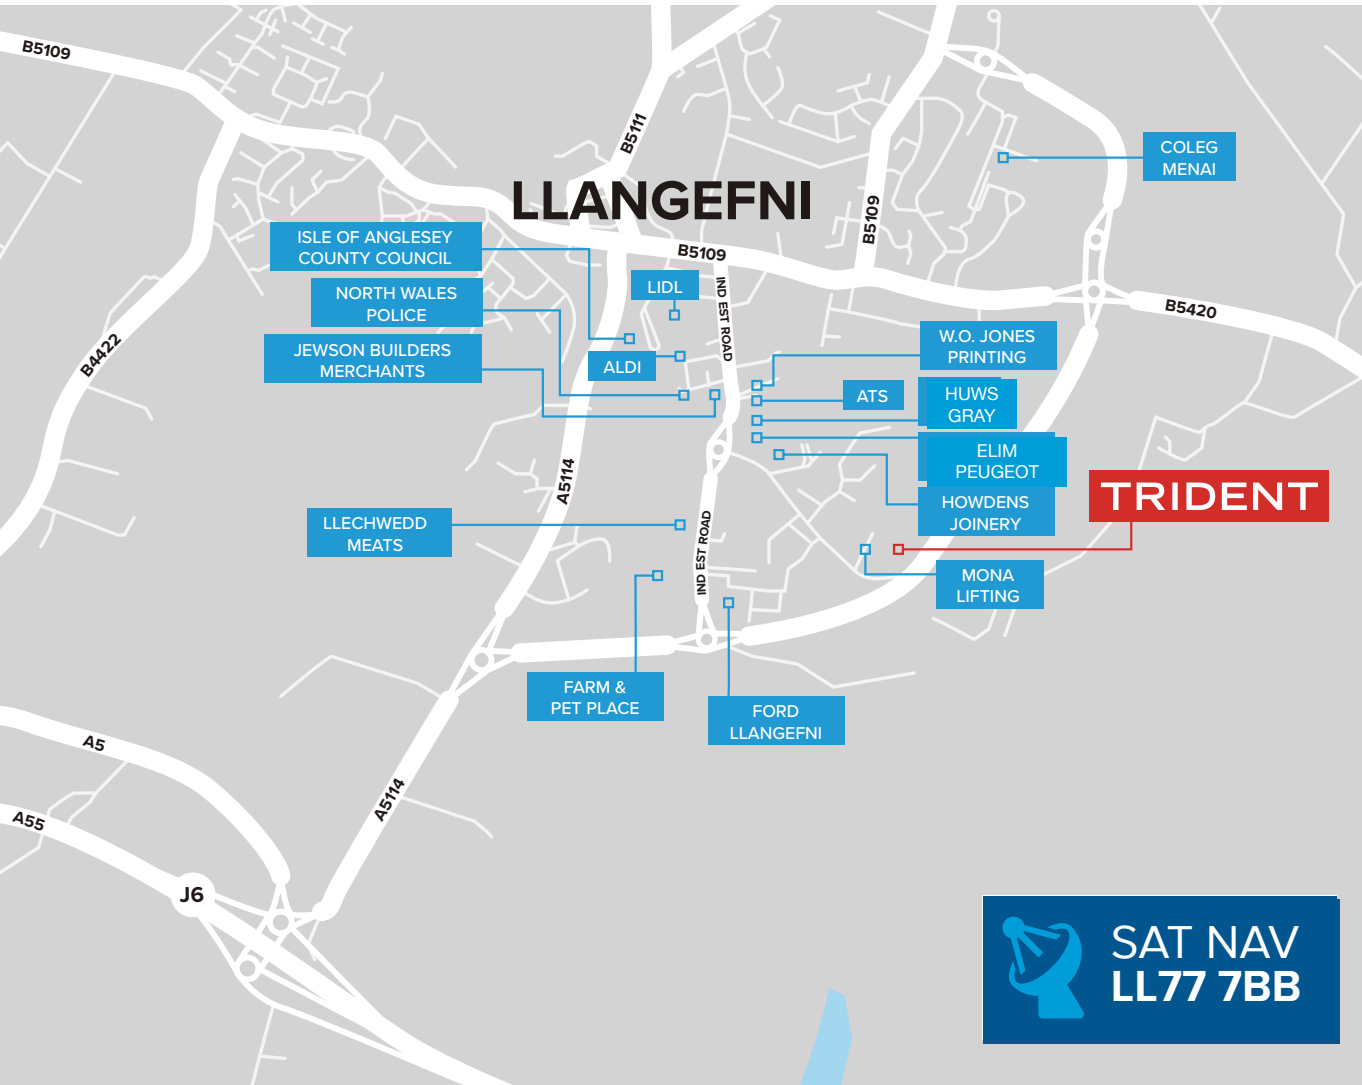 B5109
B5111
COLEG
MENAI
LLANGEFNI
B5109
ISLE OF ANGLESEY
COUNTY COUNCIL
B5109
LIDL
NORTH WALES
POLICE
IND EST ROAD
B5420
B4422
JEWSON BUILDERS
MERCHANTS
ALDI
W.O. JONES
PRINTING
ATS
HUWS
GRAY
ELIM
PEUGEOT
A5114
TRIDENT
HOWDENS
JOINERY
LLECHWEDD
MEATS
IND EST ROAD
MONA
LIFTING
FARM &
PET PLACE
FORD
LLANGEFNI
A5
A5114
A55
J6
SAT NAV
LL77 7BB